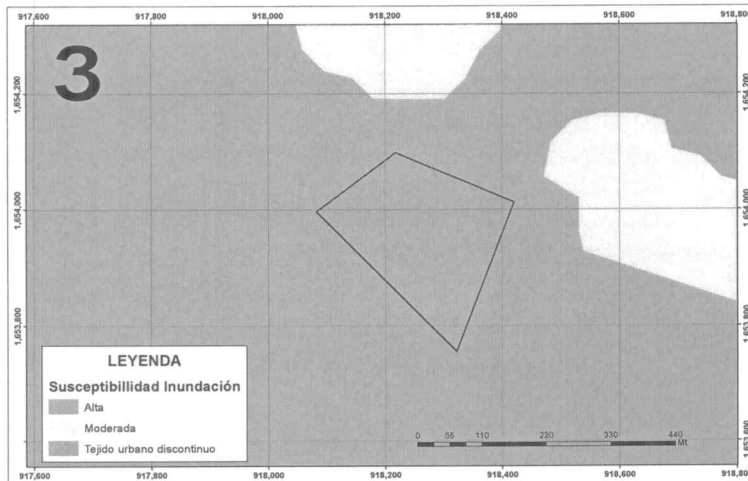 917,600 917,800 918,000 918,200 918,400 918,600 918,800
3
1,654,200 1,654,200
1,654,000 1,654,000
1,653,800 1,653,800
1,653,600
LEYENDA
Susceptibillidad Inundación
Alta
Moderada
Tejido urbano discontinuo
0 55 110 220 330 440
Mt
917,600 917,800 918,000 918,200 918,400 918,600 918,800